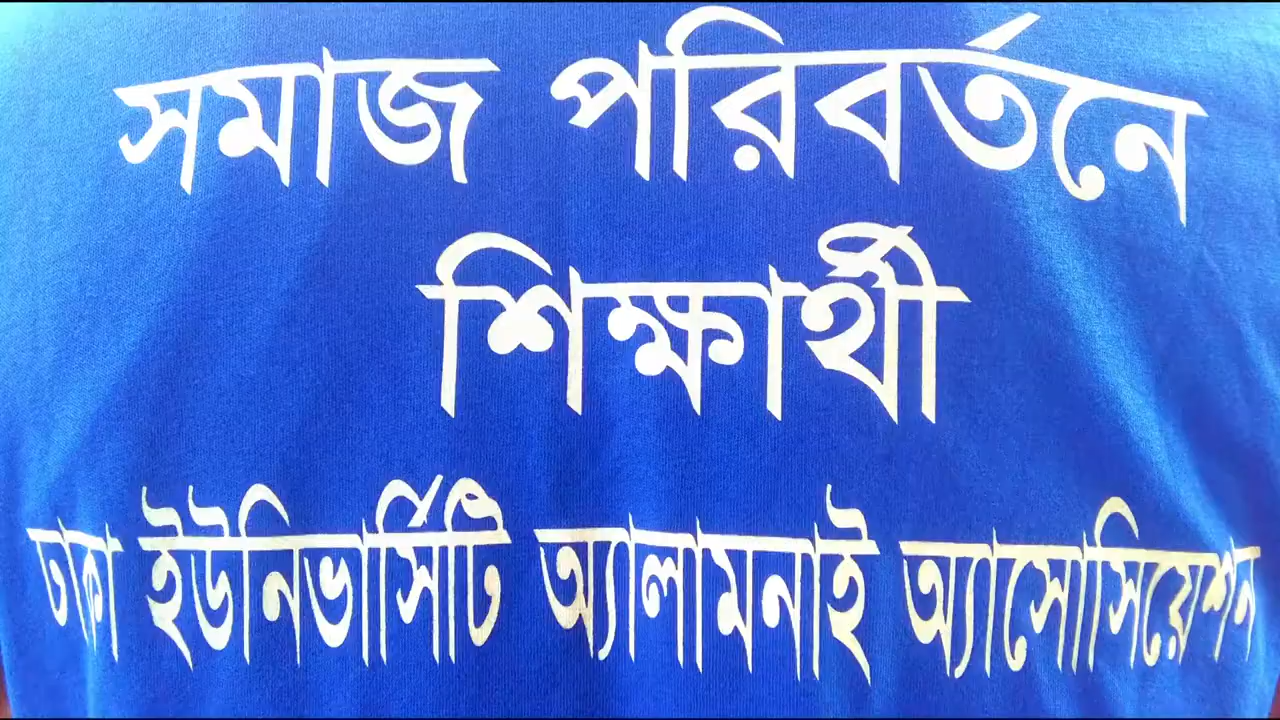 সমাজ পরিবর্তনে
শিক্ষার্থী
ঢাকা ইউনিভার্সিটি অ্যালামনাই অ্যাসোসিয়েশন